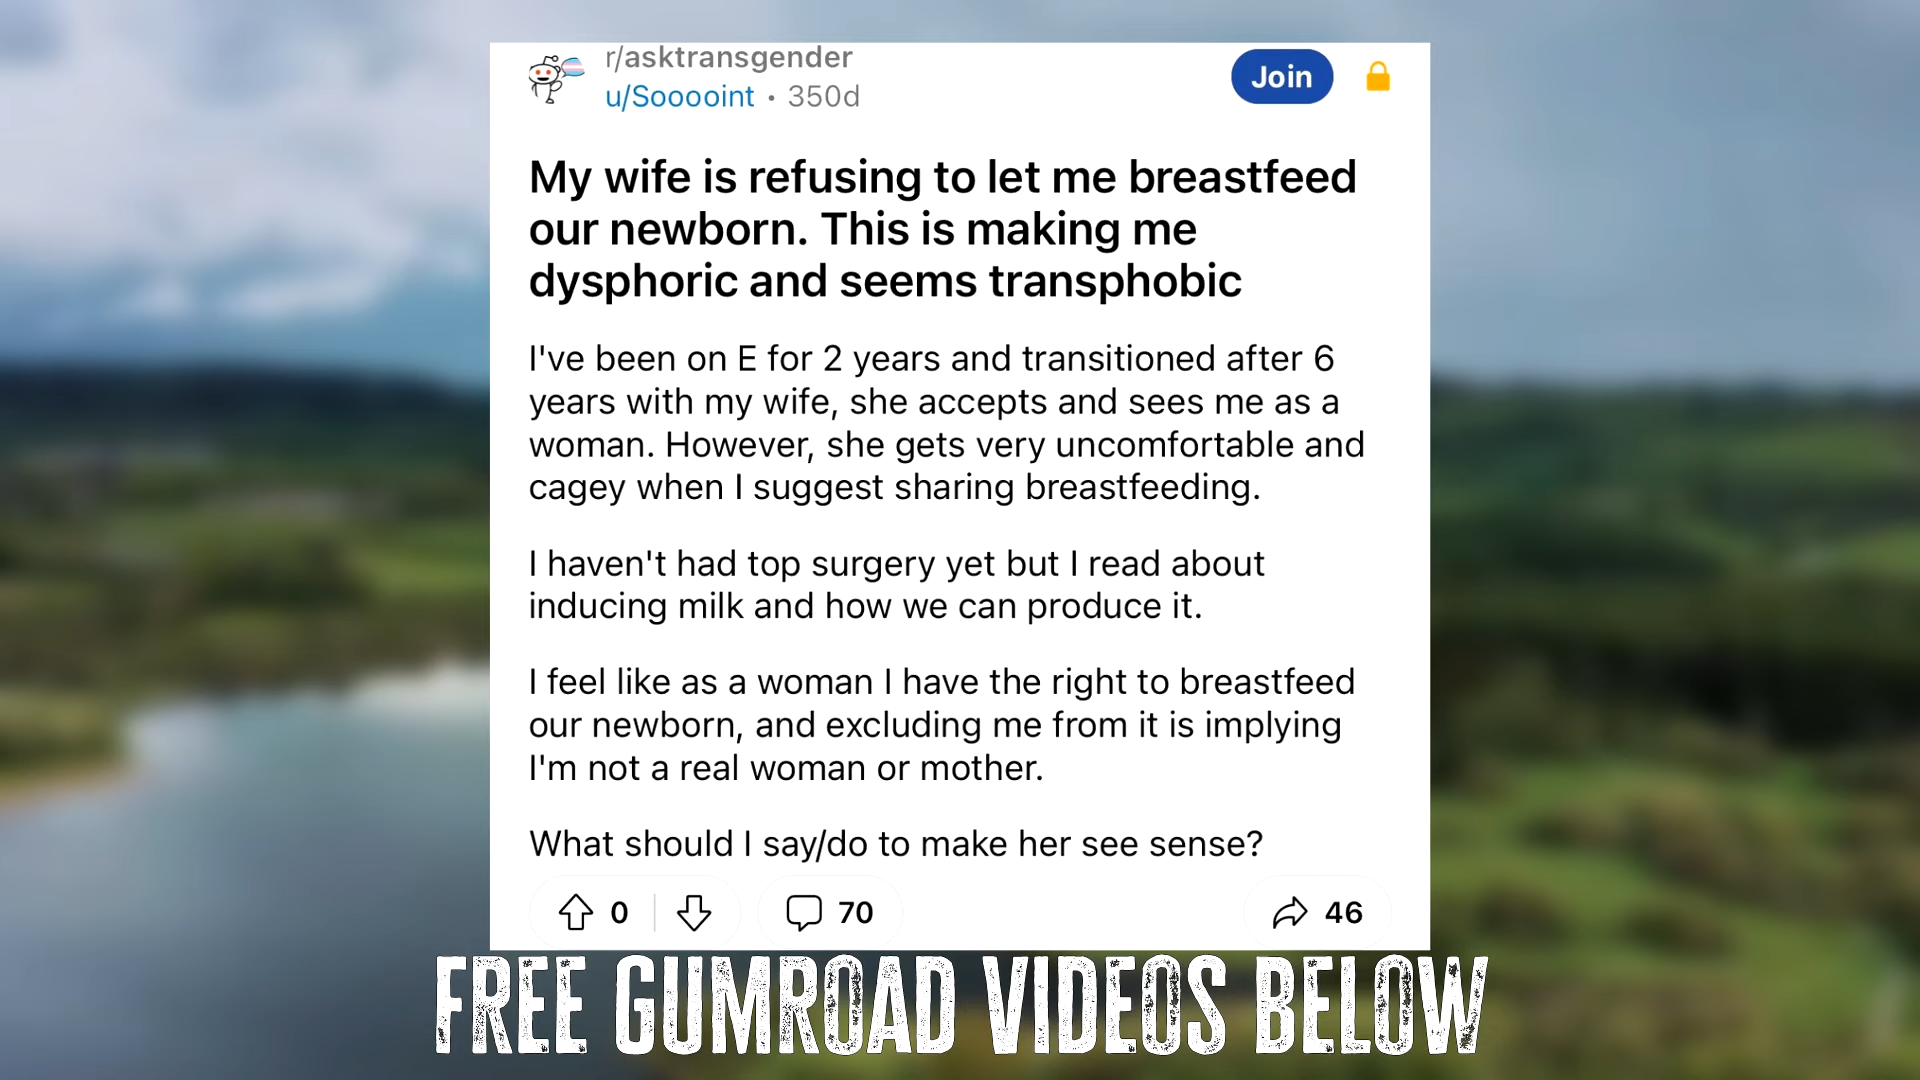 r/asktransgender
u/Sooooint • 350d
Join
My wife is refusing to let me breastfeed
our newborn. This is making me
dysphoric and seems transphobic
I've been on E for 2 years and transitioned after 6
years with my wife, she accepts and sees me as a
woman. However, she gets very uncomfortable and
cagey when I suggest sharing breastfeeding.
I haven't had top surgery yet but I read about
inducing milk and how we can produce it.
I feel like as a woman I have the right to breastfeed
our newborn, and excluding me from it is implying
I'm not a real woman or mother.
What should I say/do to make her see sense?
0 70 46
FREE GUMROAD VIDEOS BELOW